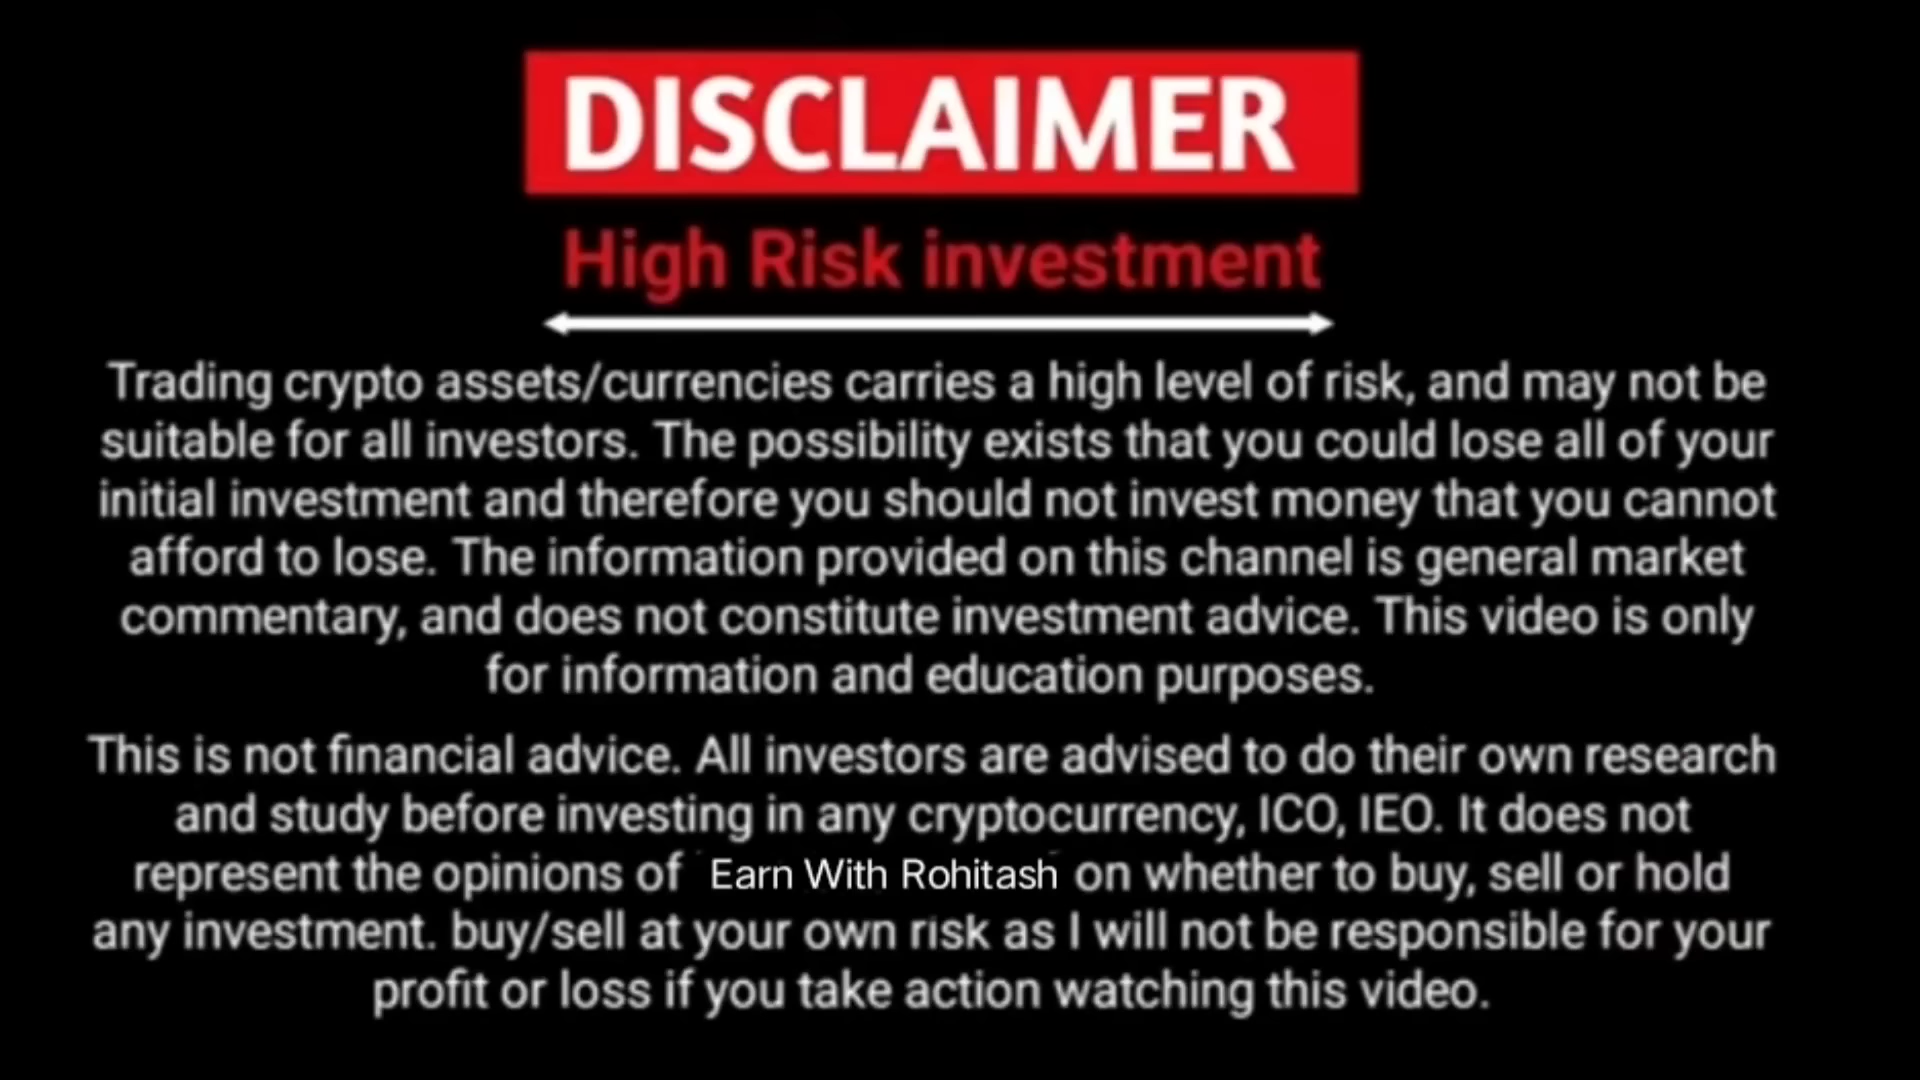 DISCLAIMER
High Risk investment
Trading crypto assets/currencies carries a high level of risk, and may not be
suitable for all investors. The possibility exists that you could lose all of your
initial investment and therefore you should not invest money that you cannot
afford to lose. The information provided on this channel is general market
commentary, and does not constitute investment advice. This video is only
for information and education purposes.
This is not financial advice. All investors are advised to do their own research
and study before investing in any cryptocurrency, ICO, IEO. It does not
represent the opinions of Earn With Rohitash on whether to buy, sell or hold
any investment. buy/sell at your own risk as I will not be responsible for your
profit or loss if you take action watching this video.